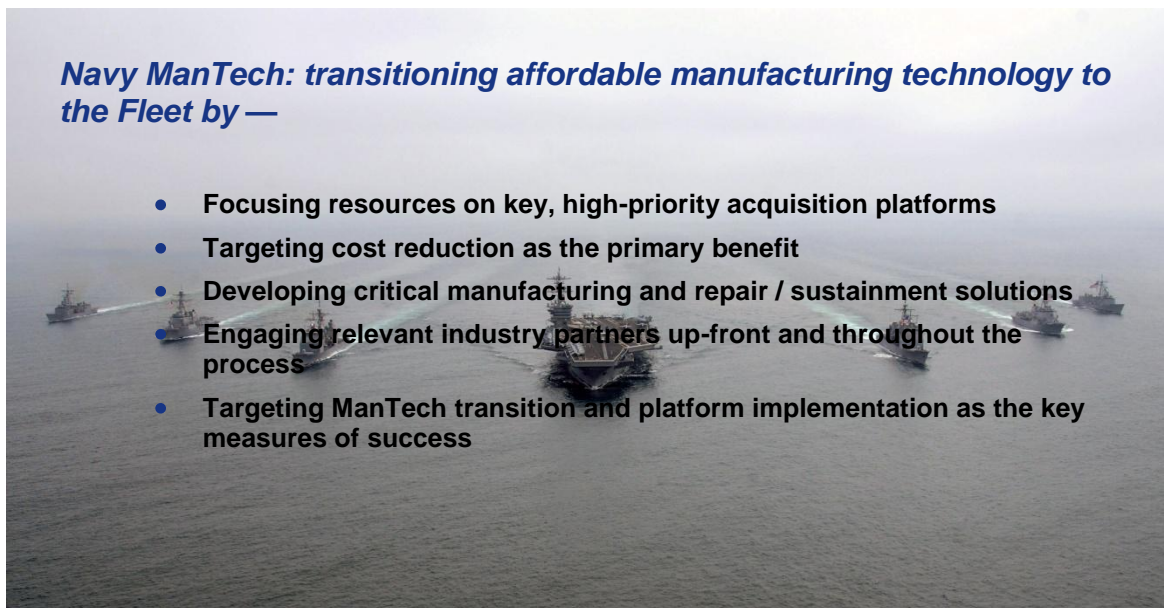 Navy ManTech: transitioning affordable manufacturing technology to
the Fleet by —
• Focusing resources on key, high-priority acquisition platforms
• Targeting cost reduction as the primary benefit
• Developing critical manufacturing and repair / sustainment solutions
• Engaging relevant industry partners up-front and throughout the
process
• Targeting ManTech transition and platform implementation as the key
measures of success